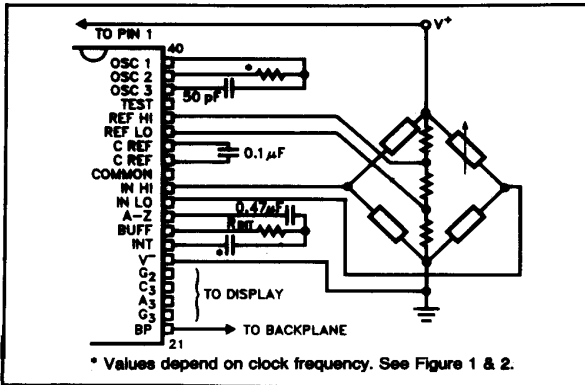 TO PIN 1
V+
40
OSC 1
OSC 2
*
OSC 3
50 pF
TEST
REF HI
REF LO
C REF
0.1 µF
C REF
COMMON
IN HI
IN LO
0.47µF
A-Z
BUFF
RINT
INT
*
V−
G2
C3
TO DISPLAY
A3
G3
BP
TO BACKPLANE
21
* Values depend on clock frequency. See Figure 1 & 2.